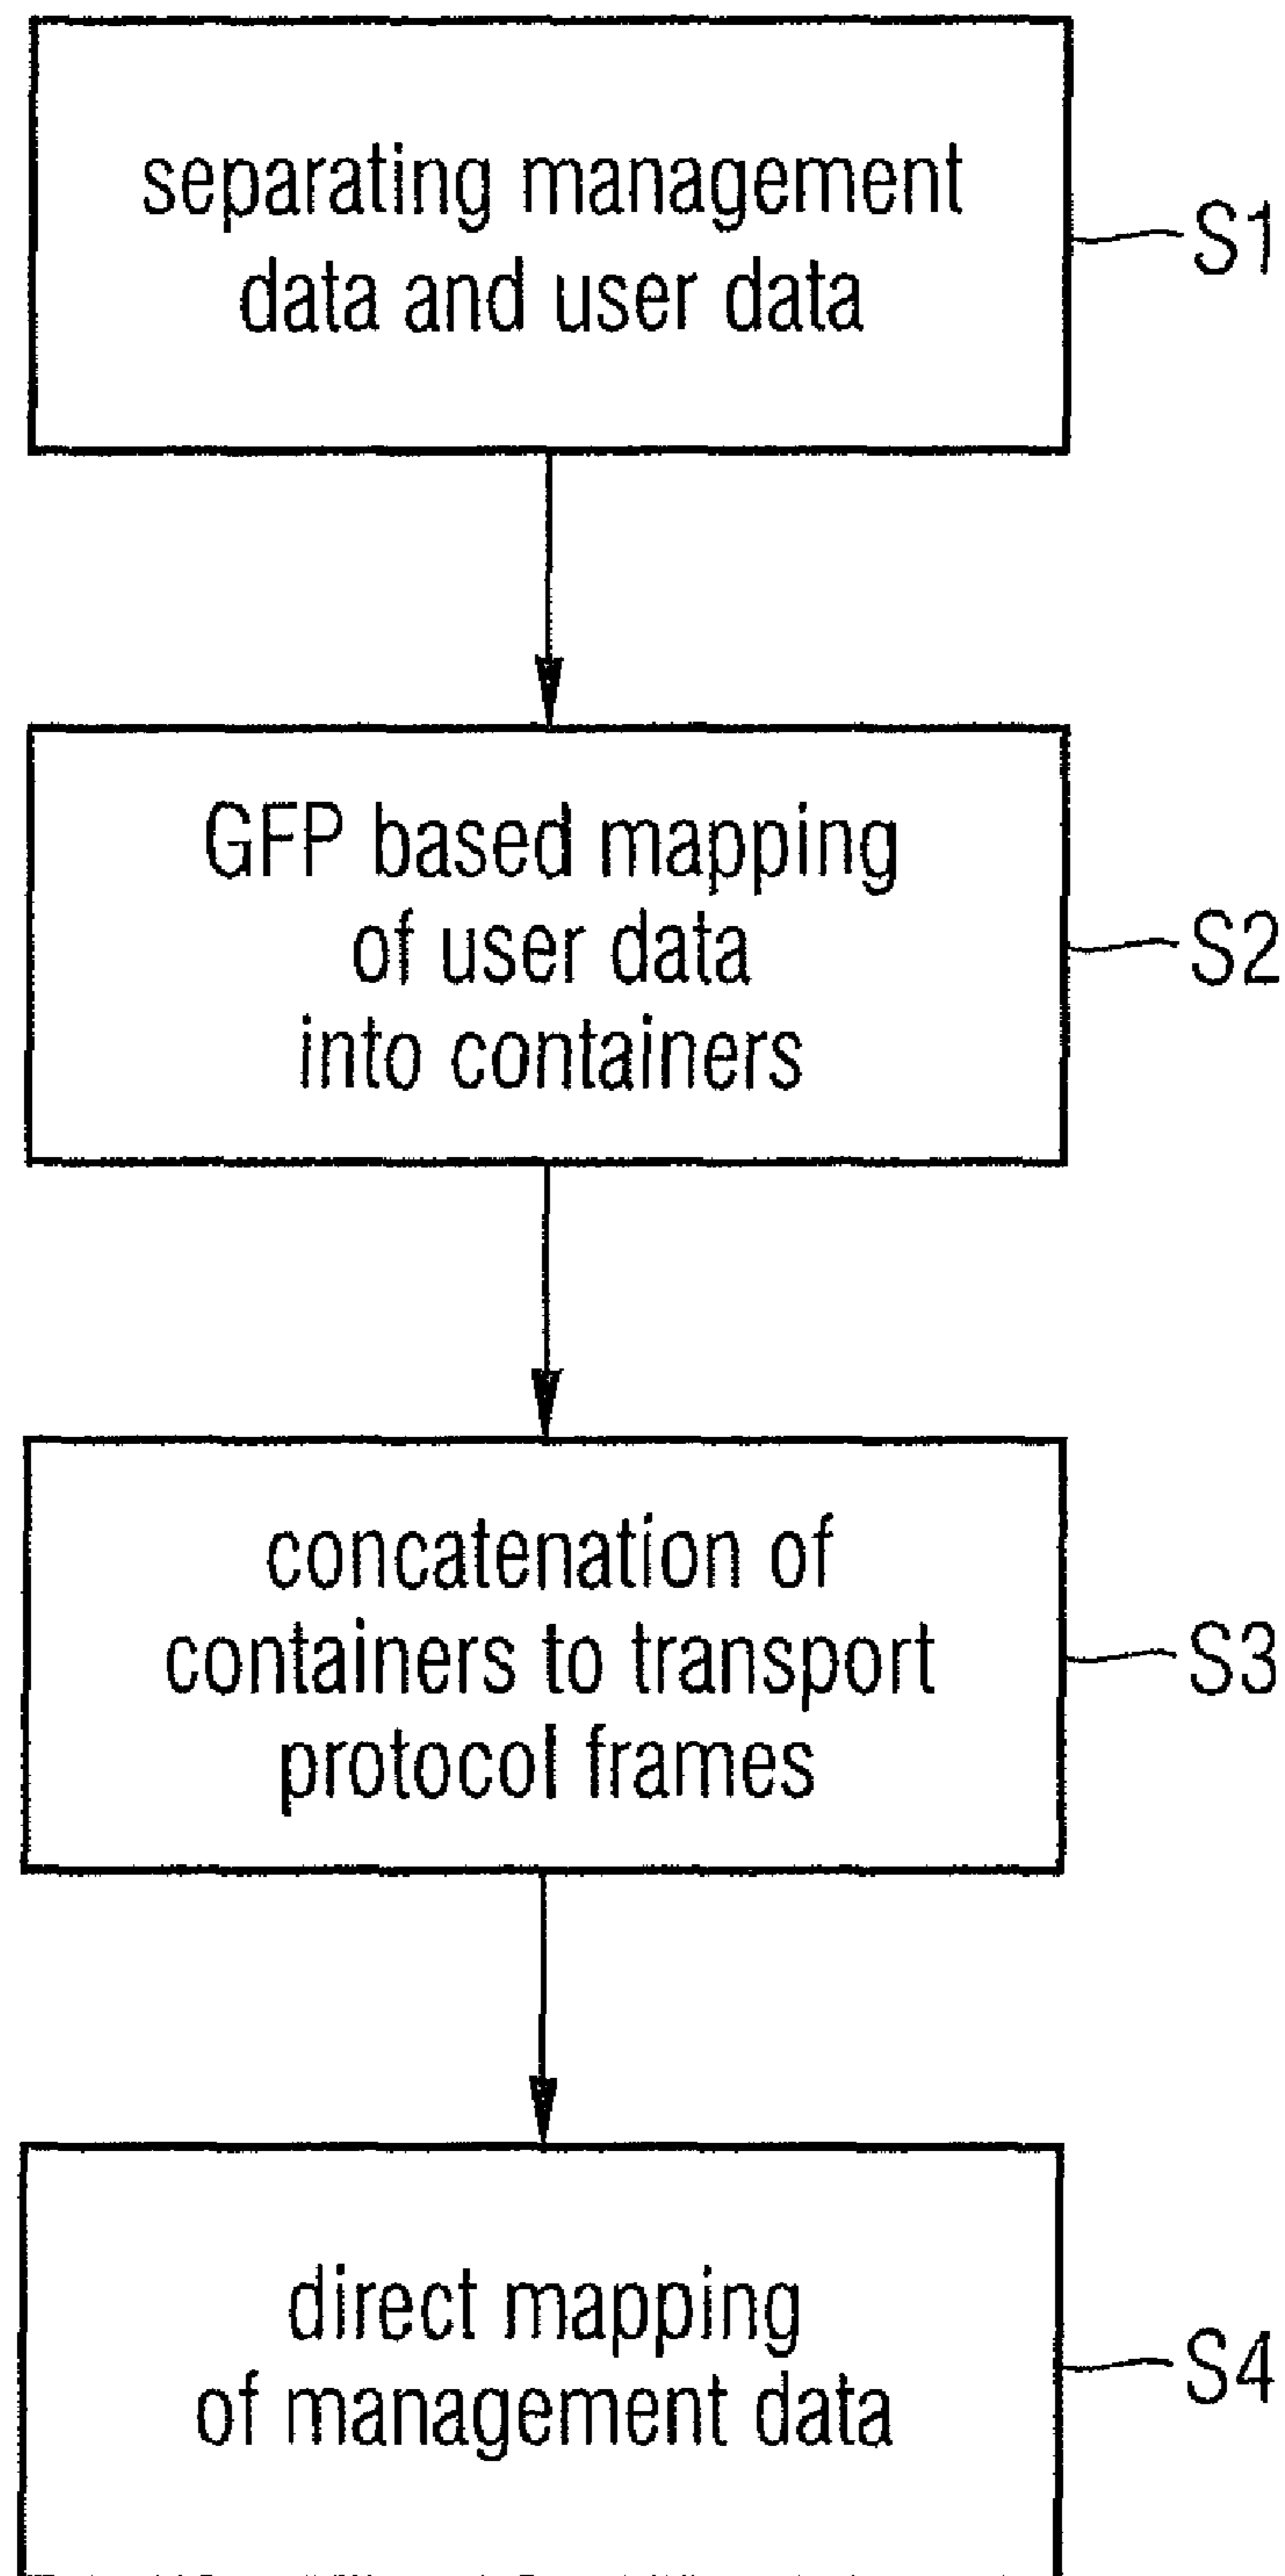 separating management
data and user data
S1
GFP based mapping
of user data
into containers
S2
concatenation of
containers to transport
protocol frames
S3
direct mapping
of management data
S4